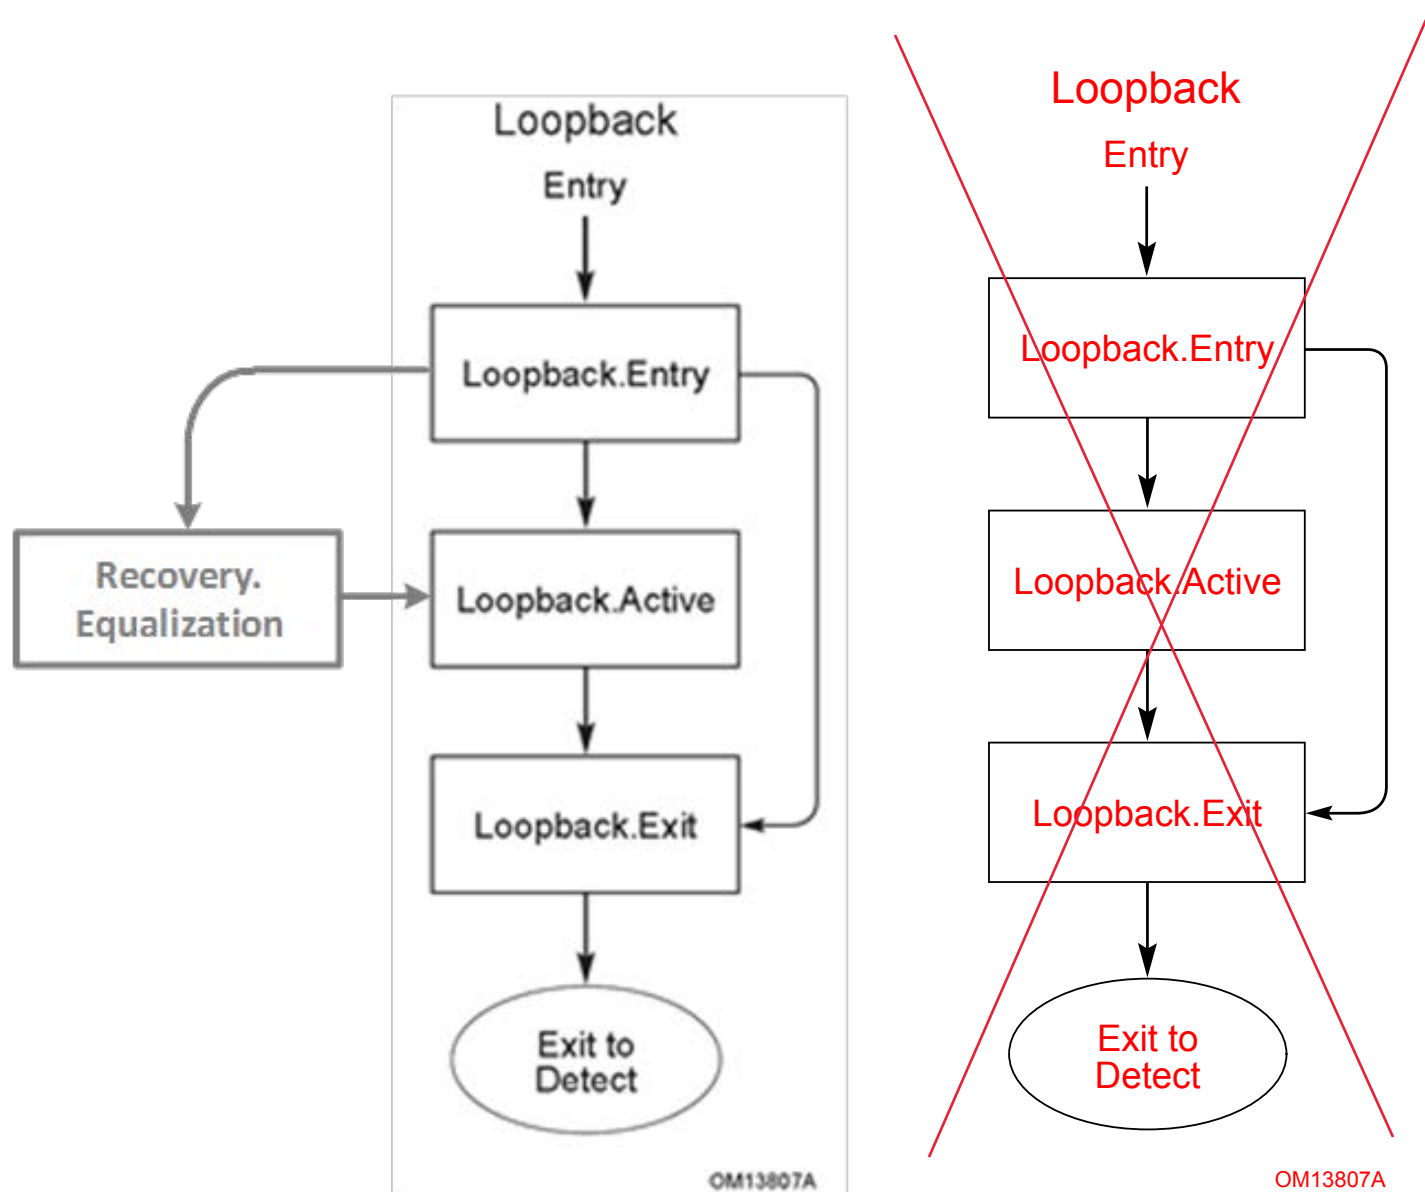 Loopback
Entry
Loopback.Entry
Recovery.
Equalization
Loopback.Active
Loopback.Exit
Exit to
Detect
OM13807A
Loopback
Entry
Loopback.Entry
Loopback.Active
Loopback.Exit
Exit to
Detect
OM13807A